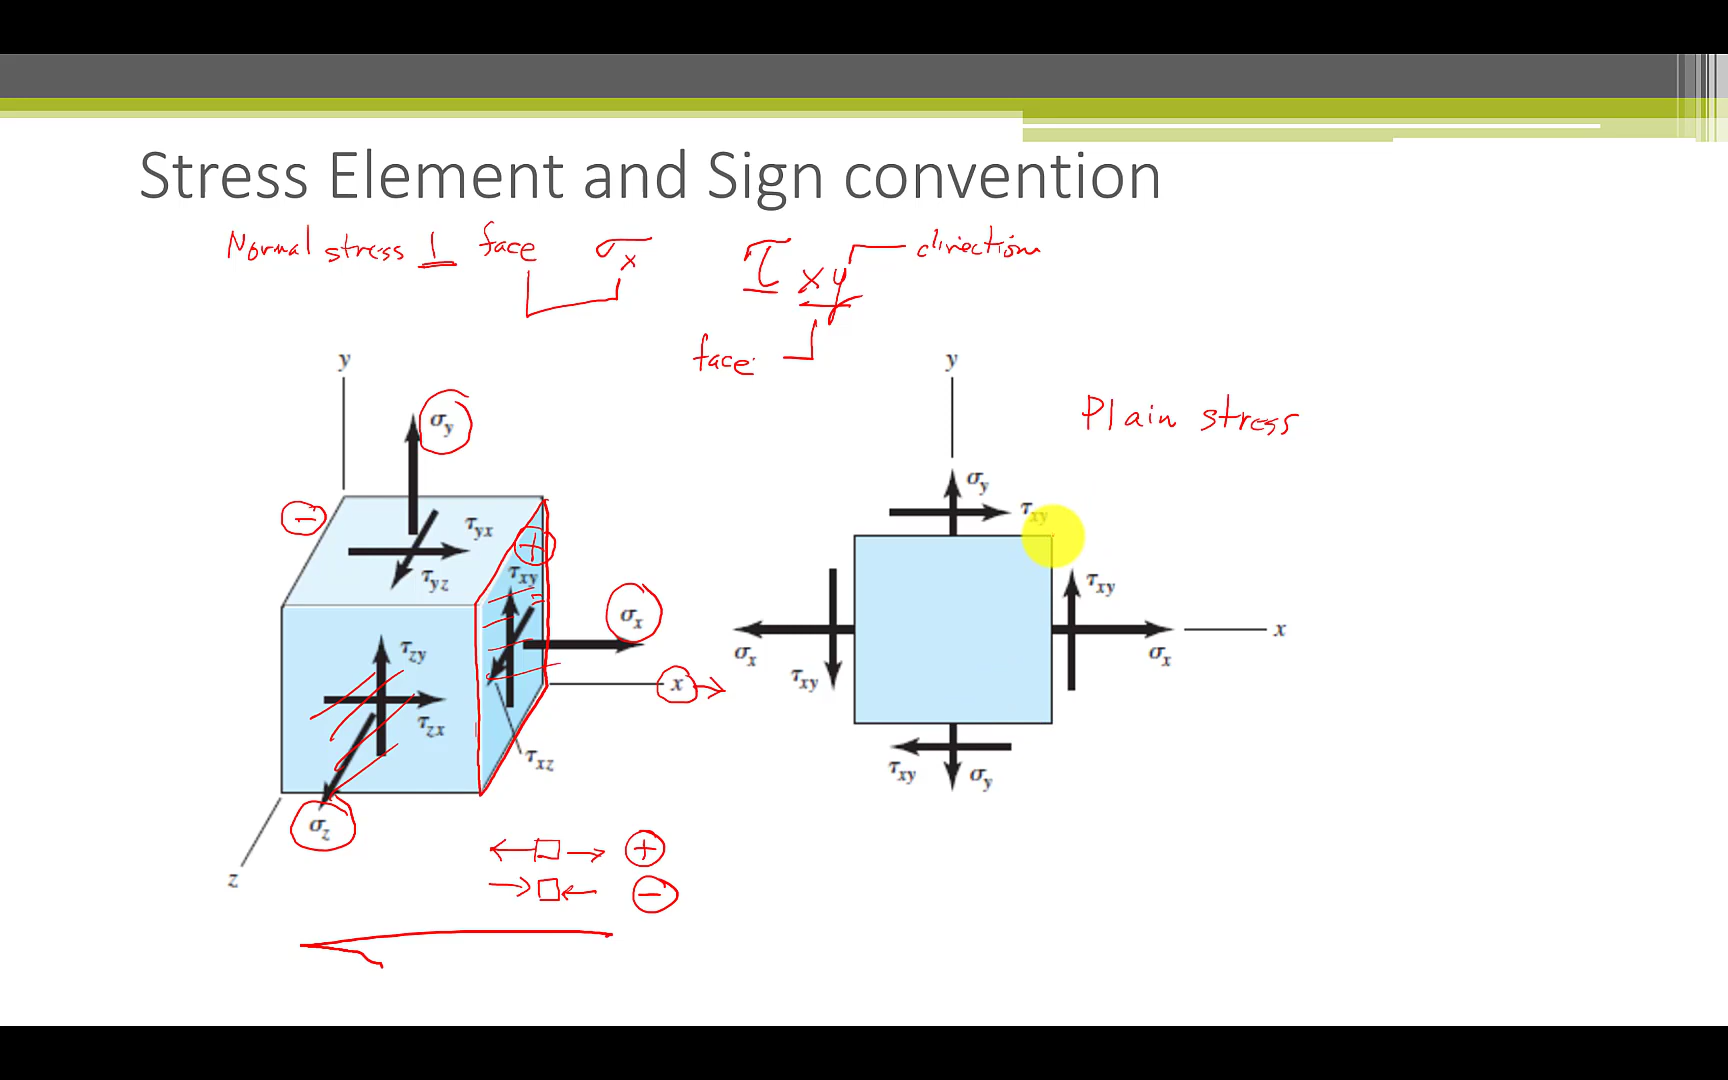 Stress Element and Sign convention
Normal stress ⊥ face σx τxy direction
face
y y
Plain stress
σy
σy
τxy
⊖
τyx
⊕
τyz τxy τxy
σx
x
σx σx
τzy
τxy
x
τzx
τxz
τxy σy
σz
⊕
z
⊖